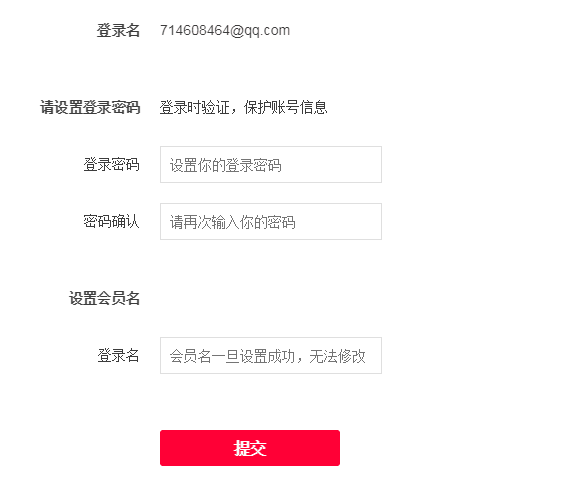 登录名 714608464@qq.com
请设置登录密码 登录时验证，保护账号信息
登录密码 设置你的登录密码
密码确认 请再次输入你的密码
设置会员名
登录名 会员名一旦设置成功，无法修改
提交